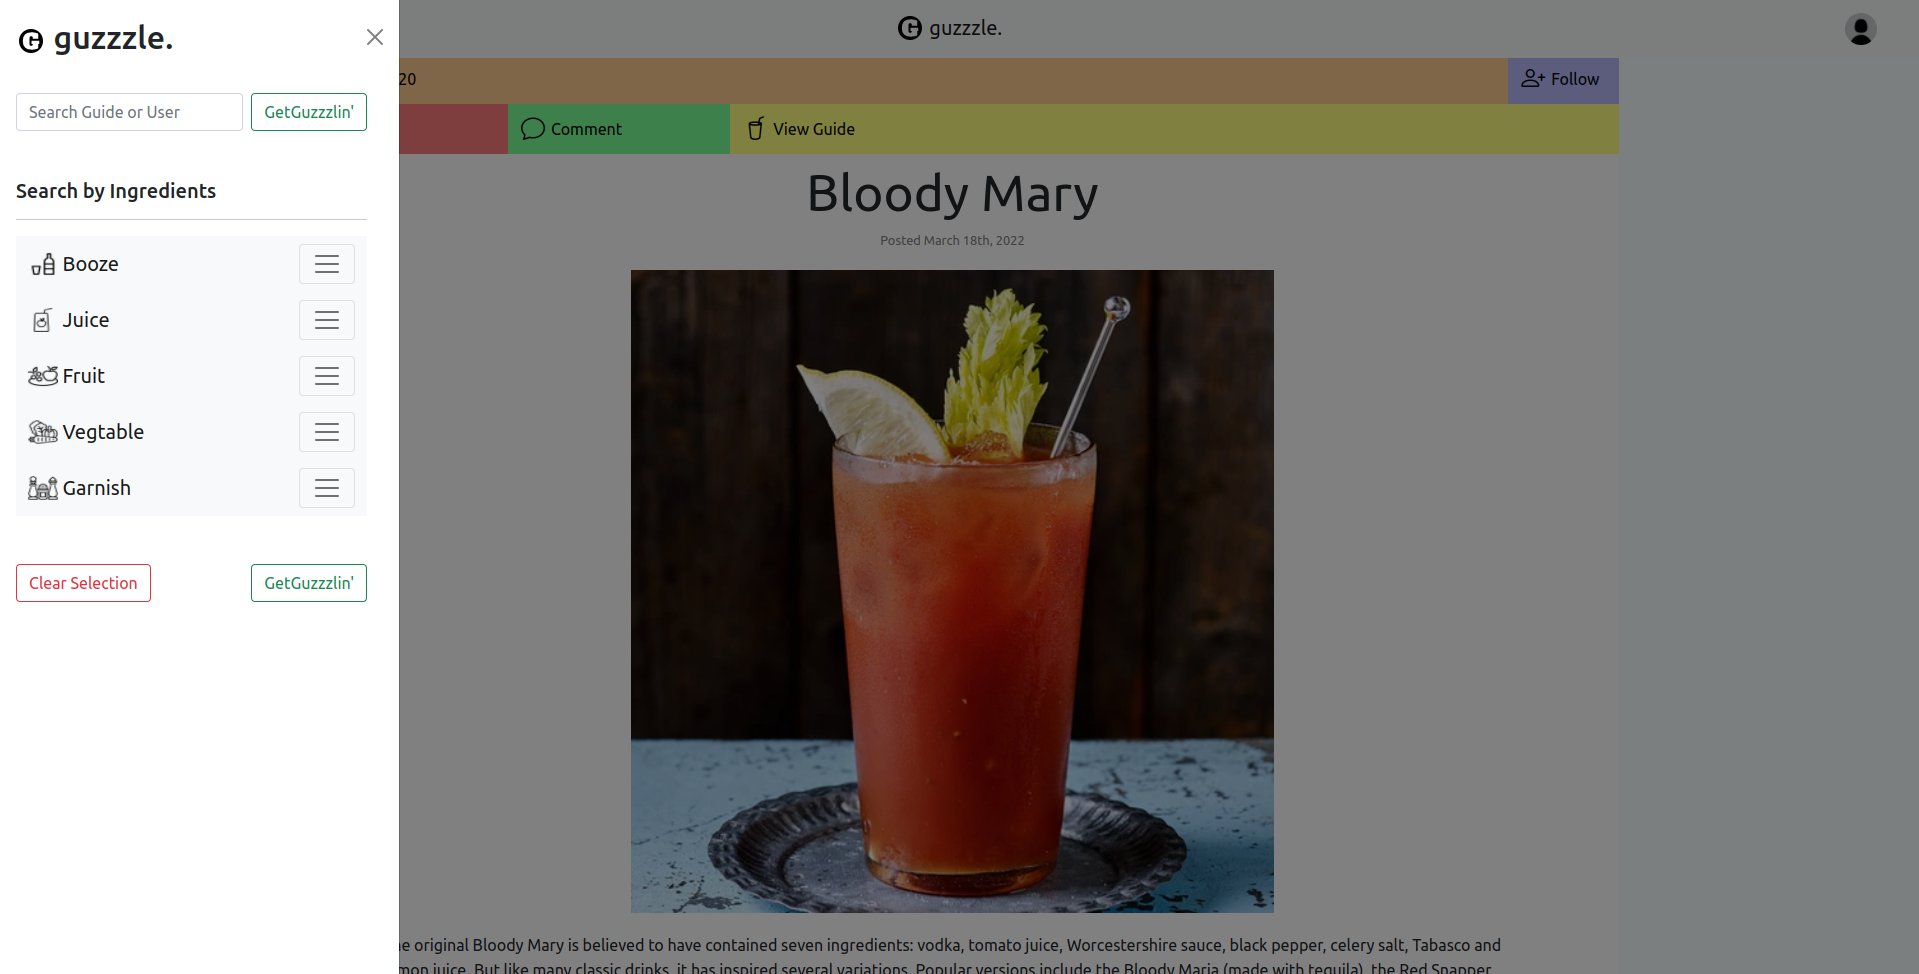 guzzzle.
Search Guide or User
GetGuzzzlin'
Search by Ingredients
Booze
Juice
Fruit
Vegtable
Garnish
Clear Selection
GetGuzzzlin'
guzzzle.
20
Follow
Comment
View Guide
Bloody Mary
Posted March 18th, 2022
original Bloody Mary is believed to have contained seven ingredients: vodka, tomato juice, Worcestershire sauce, black pepper, celery salt, Tabasco and
juice. But like many classic drinks, it has inspired several variations. Popular versions include the Bloody Maria (made with tequila), the Red Snapper